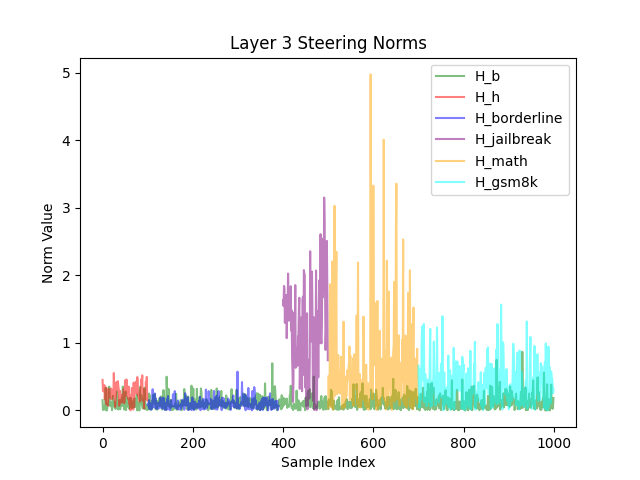 Layer 3 Steering Norms
Norm Value
5
4
3
2
1
0
H_b
H_h
H_borderline
H_jailbreak
H_math
H_gsm8k
0 200 400 600 800 1000
Sample Index